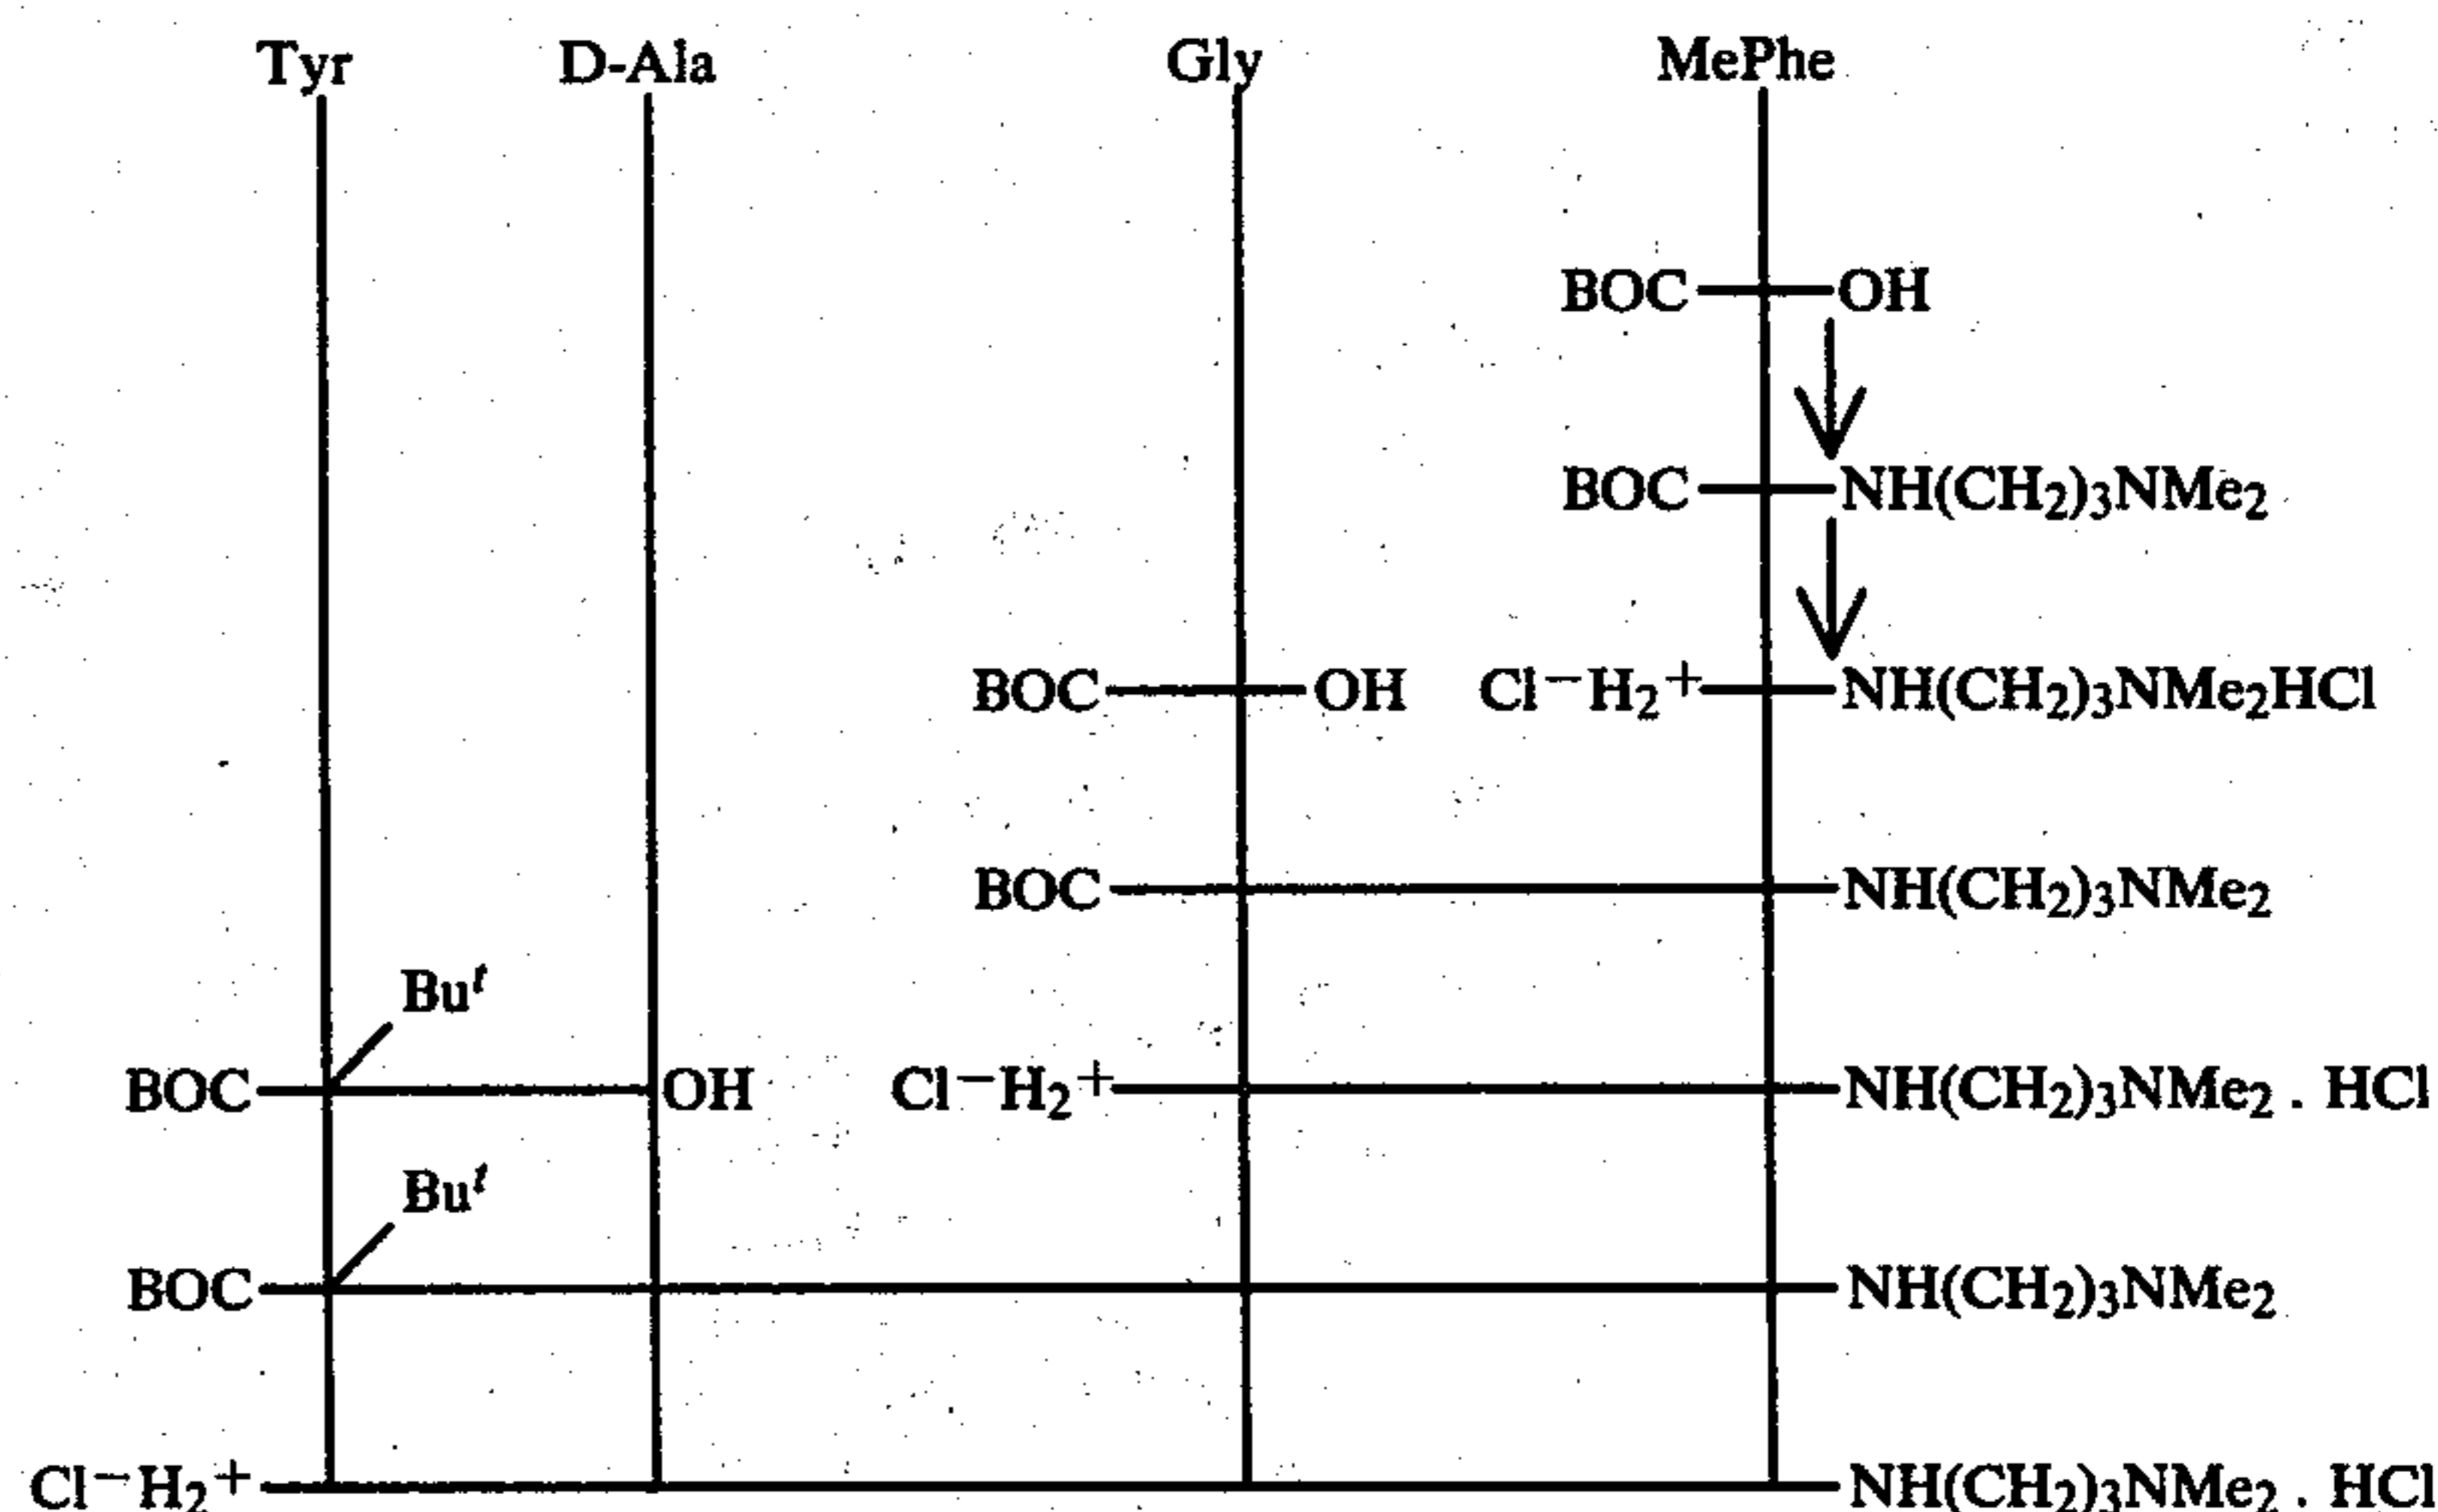 Tyr D-Ala Gly MePhe
BOC OH
BOC NH(CH₂)₃NMe₂
BOC OH Cl⁻H₂⁺ NH(CH₂)₃NMe₂HCl
BOC NH(CH₂)₃NMe₂
Buᵗ
BOC OH Cl⁻H₂⁺ NH(CH₂)₃NMe₂ . HCl
Buᵗ
BOC NH(CH₂)₃NMe₂
Cl⁻H₂⁺ NH(CH₂)₃NMe₂ . HCl